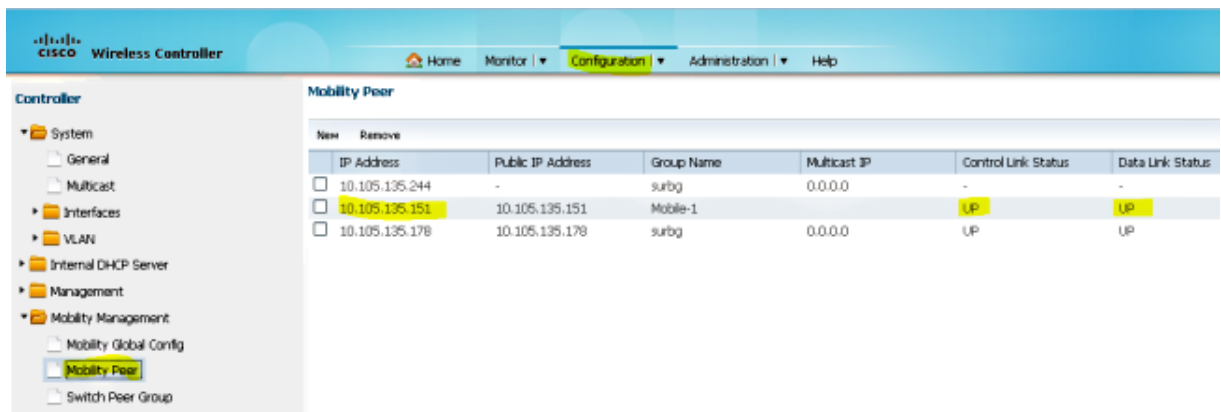 CISCO Wireless Controller
Home Monitor Configuration Administration Help
Controller
System
General
Multicast
Interfaces
VLAN
Internal DHCP Server
Management
Mobility Management
Mobility Global Config
Mobility Peer
Switch Peer Group
Mobility Peer
New Remove
IP Address Public IP Address Group Name Multicast IP Control Link Status Data Link Status
10.105.135.244 - surbg 0.0.0.0 - -
10.105.135.151 10.105.135.151 Mobile-1 UP UP
10.105.135.178 10.105.135.178 surbg 0.0.0.0 UP UP